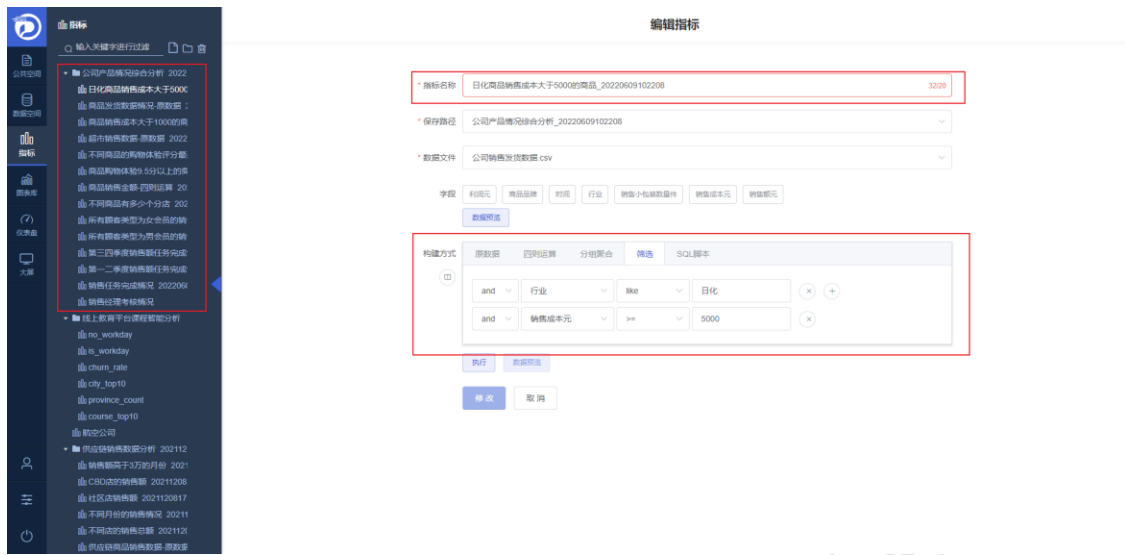 指标
输入关键字进行过滤
公共空间
数据空间
指标
图表库
仪表盘
大屏
公司产品情况综合分析 2022
日化商品销售成本大于5000
商品发货数据情况-原数据
商品销售成本大于1000的商
超市销售数据-原数据 2022
不同商品的购物体验评分最
商品购物体验9.5分以上的商
商品销售金额-四则运算 20
不同商品有多少个分店 202
所有顾客类型为女会员的销
所有顾客类型为男会员的销
第三四季度销售额任务完成
第一二季度销售额任务完成
销售任务完成情况 2022060
销售经理考核情况
线上教育平台课程智能分析
no_workday
is_workday
churn_rate
city_top10
province_count
course_top10
航空公司
供应链销售数据分析 202112
销售额高于3万的月份 2021
CBD店的销售额 20211208
社区店销售额 2021120817
不同月份的销售情况 20211
不同店的销售总额 202112
供应链商品销售数据-原数据
编辑指标
* 指标名称 日化商品销售成本大于5000的商品_20220609102208 32/28
* 保存路径 公司产品情况综合分析_20220609102208
* 数据文件 公司销售发货数据.csv
字段 利润元 商品品牌 时间 行业 销售小包装数量件 销售成本元 销售额元
数据预览
构建方式 原数据 四则运算 分组聚合 筛选 SQL脚本
and 行业 like 日化
and 销售成本元 >= 5000
执行 数据预览
修改 取消